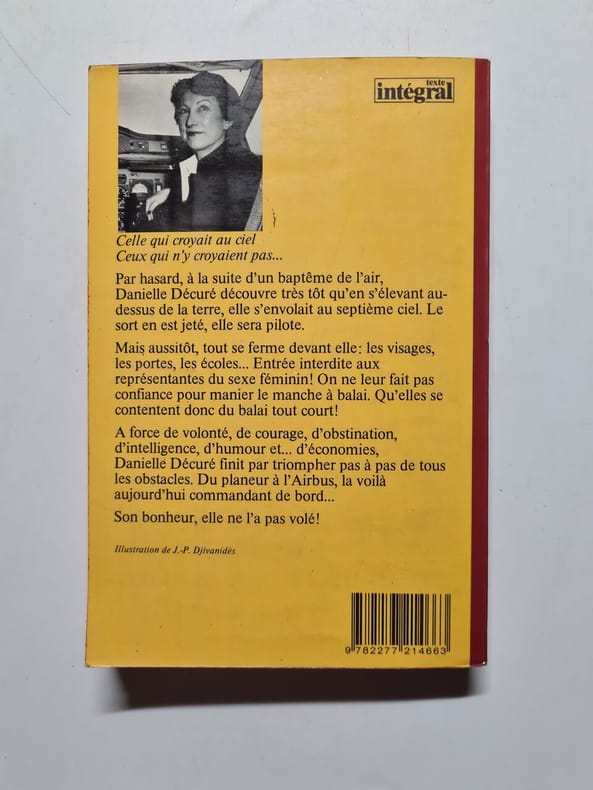 texte
intégral
Celle qui croyait au ciel
Ceux qui n'y croyaient pas...
Par hasard, à la suite d'un baptême de l'air,
Danielle Décuré découvre très tôt qu'en s'élevant au-
dessus de la terre, elle s'envolait au septième ciel. Le
sort en est jeté, elle sera pilote.
Mais aussitôt, tout se ferme devant elle: les visages,
les portes, les écoles... Entrée interdite aux
représentantes du sexe féminin! On ne leur fait pas
confiance pour manier le manche à balai. Qu'elles se
contentent donc du balai tout court!
A force de volonté, de courage, d'obstination,
d'intelligence, d'humour et... d'économies,
Danielle Décuré finit par triompher pas à pas de tous
les obstacles. Du planeur à l'Airbus, la voilà
aujourd'hui commandant de bord...
Son bonheur, elle ne l'a pas volé!
Illustration de J.-P. Djivanidès
9 782277 214663